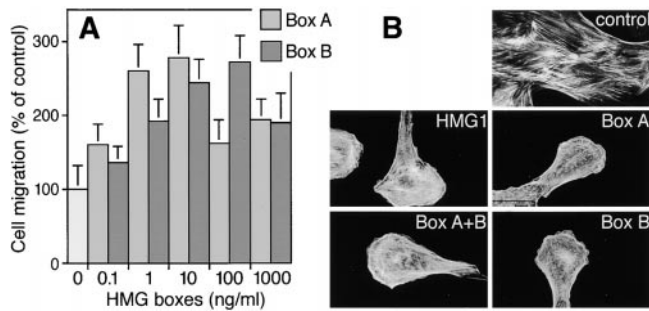 A
Box A
Box B
Cell migration (% of control)
300
200
100
0
0 0.1 1 10 100 1000
HMG boxes (ng/ml)
B
control
HMG1
Box A
Box A+B
Box B